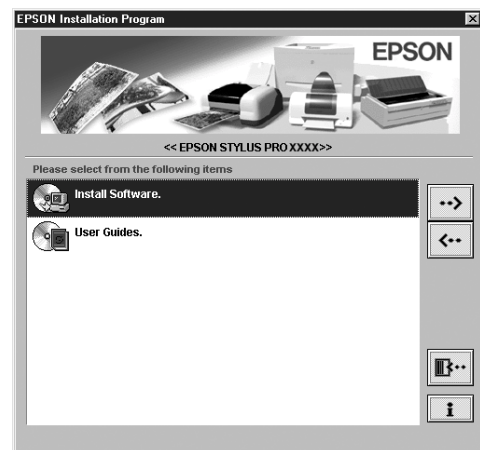 EPSON Installation Program
EPSON
<< EPSON STYLUS PRO XXXX>>
Please select from the following items
Install Software.
User Guides.